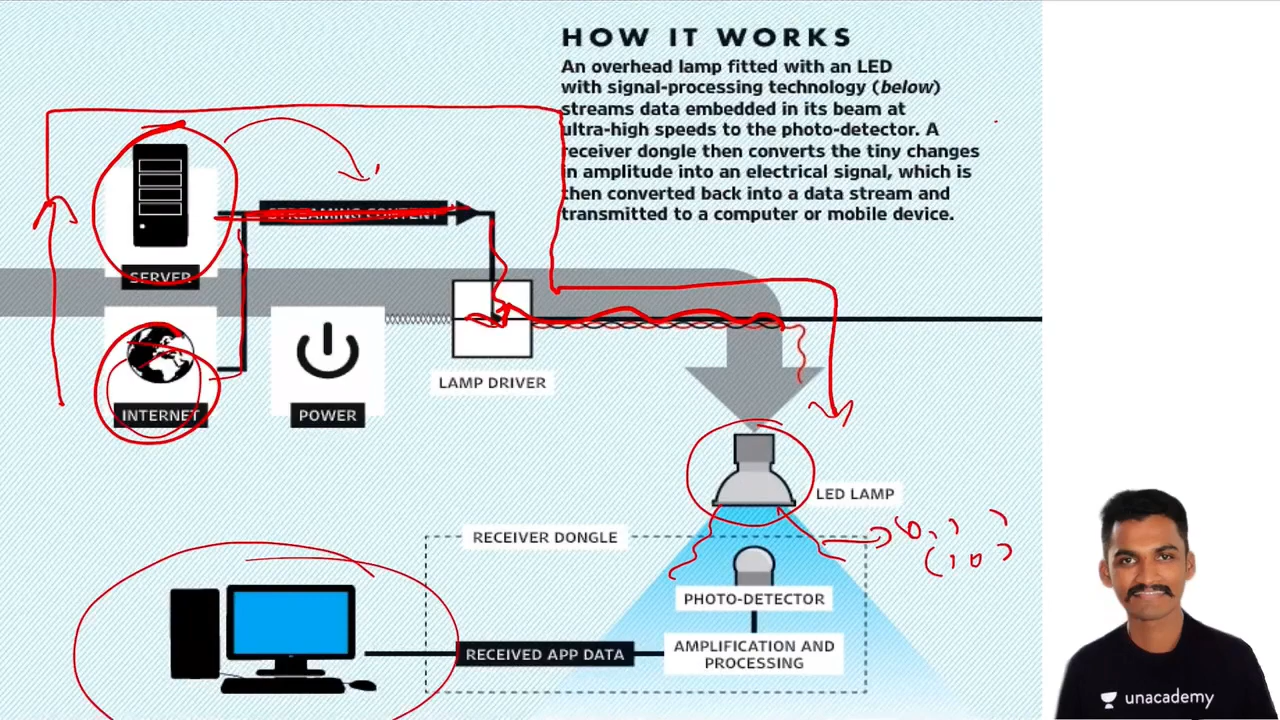 HOW IT WORKS
An overhead lamp fitted with an LED
with signal-processing technology (below)
streams data embedded in its beam at
ultra-high speeds to the photo-detector. A
receiver dongle then converts the tiny changes
in amplitude into an electrical signal, which is
then converted back into a data stream and
transmitted to a computer or mobile device.
STREAMING CONTENT
SERVER
INTERNET
POWER
LAMP DRIVER
LED LAMP
RECEIVER DONGLE
PHOTO-DETECTOR
RECEIVED APP DATA
AMPLIFICATION AND
PROCESSING
unacademy